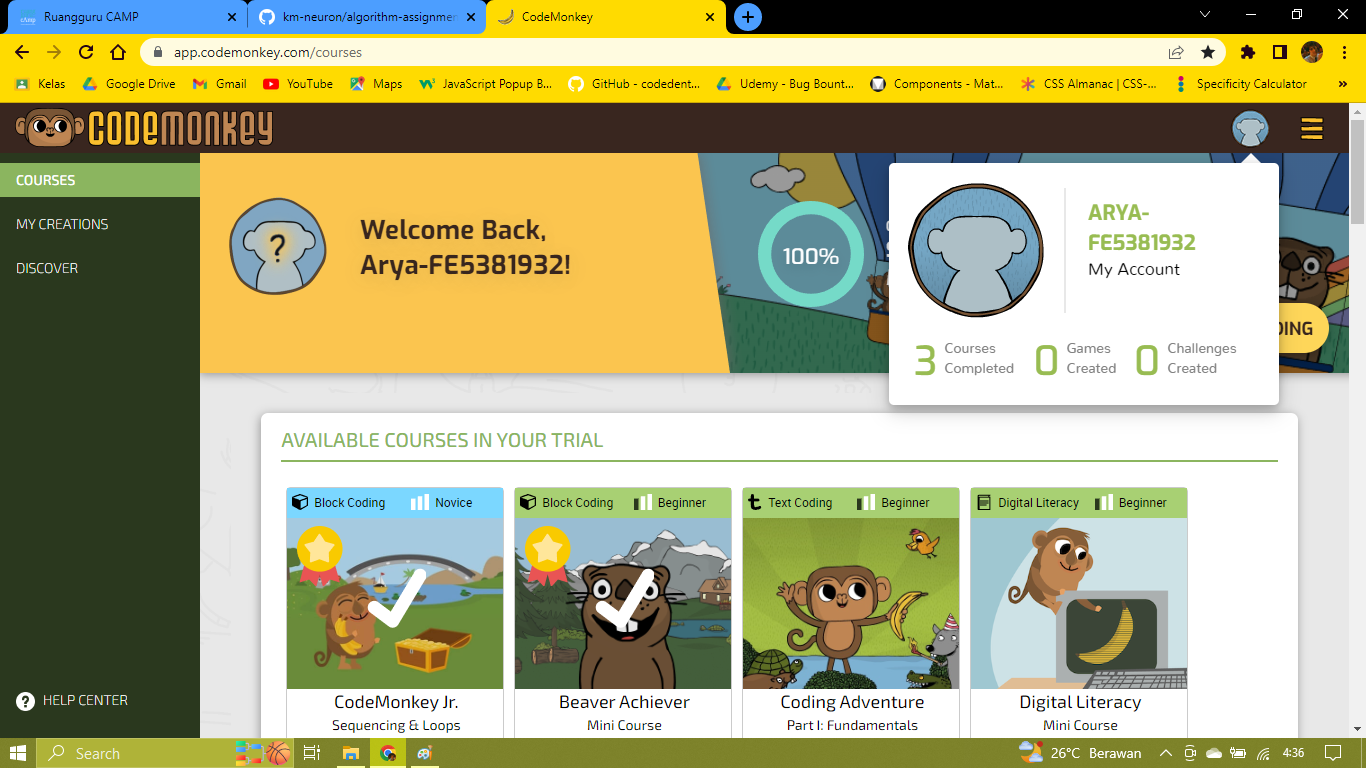 Ruangguru CAMP
km-neuron/algorithm-assignmen
CodeMonkey
app.codemonkey.com/courses
Kelas
Google Drive
Gmail
YouTube
Maps
JavaScript Popup B...
GitHub - codedent...
Udemy - Bug Bount...
Components - Mat...
CSS Almanac | CSS-...
Specificity Calculator
»
CODEMONKEY
COURSES
MY CREATIONS
DISCOVER
HELP CENTER
?
Welcome Back,
Arya-FE5381932!
100%
ARYA-
FE5381932
My Account
3 Courses Completed
0 Games Created
0 Challenges Created
DING
AVAILABLE COURSES IN YOUR TRIAL
Block Coding Novice
CodeMonkey Jr.
Sequencing & Loops
Block Coding Beginner
Beaver Achiever
Mini Course
Text Coding Beginner
Coding Adventure
Part I: Fundamentals
Digital Literacy Beginner
Digital Literacy
Mini Course
Search
26°C Berawan
4:36